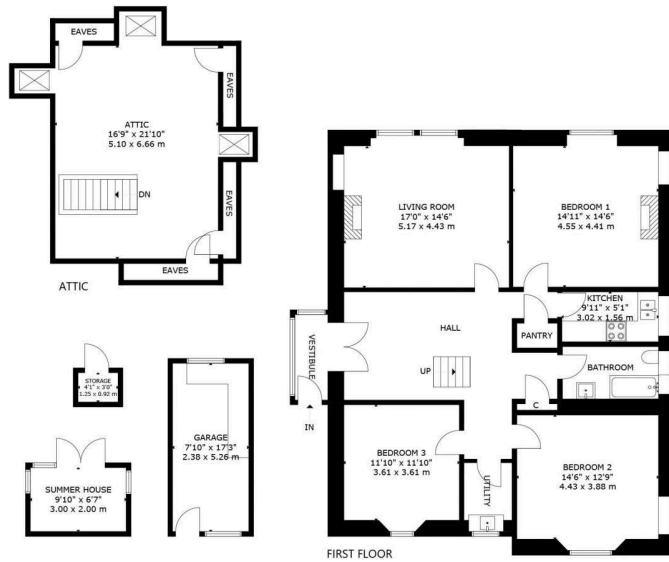 EAVES
EAVES
ATTIC
16'9" x 21'10"
5.10 x 6.66 m
DN
EAVES
EAVES
ATTIC
LIVING ROOM
17'0" x 14'6"
5.17 x 4.43 m
BEDROOM 1
14'11" x 14'6"
4.55 x 4.41 m
KITCHEN
9'11" x 5'1"
3.02 x 1.56 m
VESTIBULE
HALL
PANTRY
UP
BATHROOM
C
IN
BEDROOM 3
11'10" x 11'10"
3.61 x 3.61 m
UTILITY
BEDROOM 2
14'6" x 12'9"
4.43 x 3.88 m
FIRST FLOOR
STORAGE
4'1" x 3'0"
1.25 x 0.92 m
SUMMER HOUSE
9'10" x 6'7"
3.00 x 2.00 m
GARAGE
7'10" x 17'3"
2.38 x 5.26 m